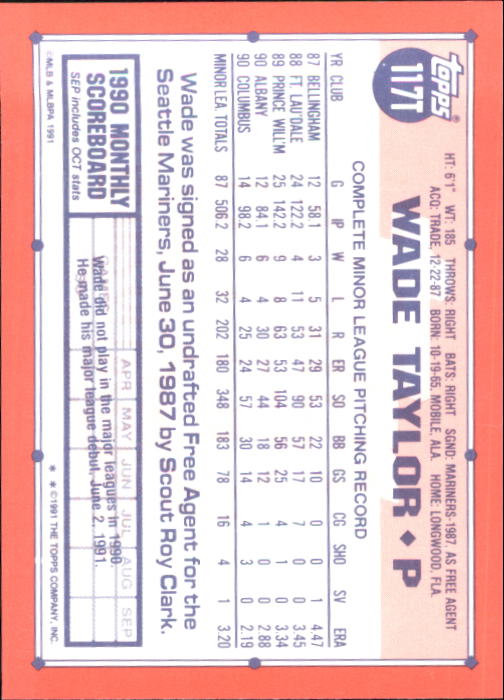 topps®
117T
HT: 6'1" WT: 185 THROWS: RIGHT BATS: RIGHT SGND: MARINERS-1987 AS FREE AGENT
ACQ: TRADE, 12-22-87 BORN: 10-19-65, MOBILE, ALA. HOME: LONGWOOD, FLA.
WADE TAYLOR ♦ P
COMPLETE MINOR LEAGUE PITCHING RECORD
YR CLUB G IP W L R ER SO BB GS CG SHO SV ERA
87 BELLINGHAM 12 58.1 3 5 31 29 53 22 10 0 0 1 4.47
88 FT. LAU'DALE 24 122.2 4 11 53 47 90 57 17 7 0 0 3.45
89 PRINCE WILL'M 25 142.2 9 8 63 53 104 56 25 4 1 0 3.34
90 ALBANY 12 84.1 6 4 30 27 44 18 12 1 0 0 2.88
90 COLUMBUS 14 98.2 6 4 25 24 57 30 14 4 3 0 2.19
MINOR LEA TOTALS 87 506.2 28 32 202 180 348 183 78 16 4 1 3.20
Wade was signed as an undrafted Free Agent for the
Seattle Mariners, June 30, 1987 by Scout Roy Clark.
1990 MONTHLY
SCOREBOARD
SEP includes OCT stats
APR MAY JUN JUL AUG SEP
Wade did not play in the major leagues in 1990.
He made his major league debut, June 2, 1991.
©MLB & MLBPA 1991
* * ©1991 THE TOPPS COMPANY, INC.